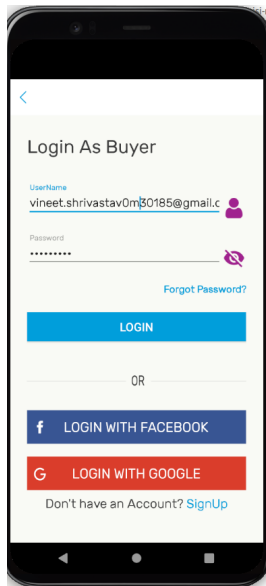 Login As Buyer
UserName
vineet.shrivastav0m30185@gmail.c
Password
•••••••••
Forgot Password?
LOGIN
OR
f LOGIN WITH FACEBOOK
G LOGIN WITH GOOGLE
Don't have an Account? SignUp